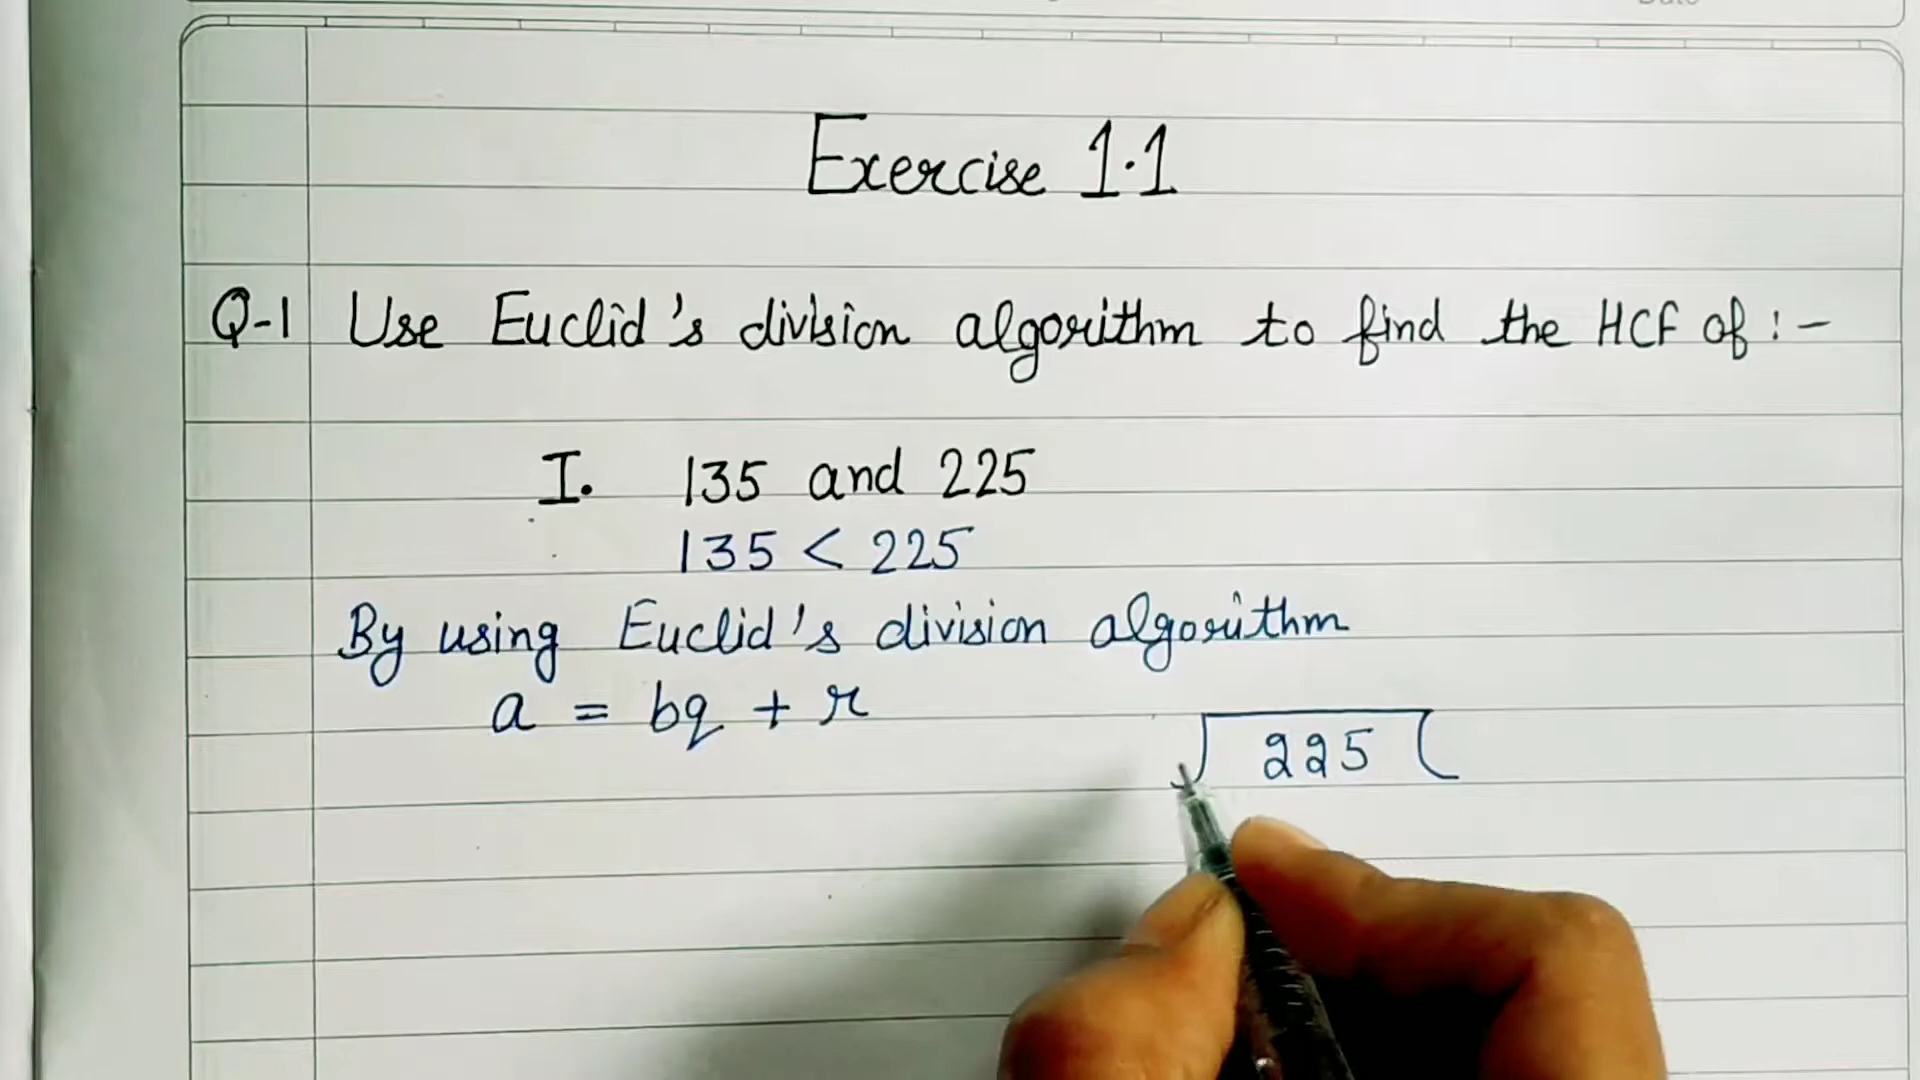 Exercise 1.1
Q-1 Use Euclid's division algorithm to find the HCF of :-
I. 135 and 225
135 < 225
By using Euclid's division algorithm
a = bq + r
225